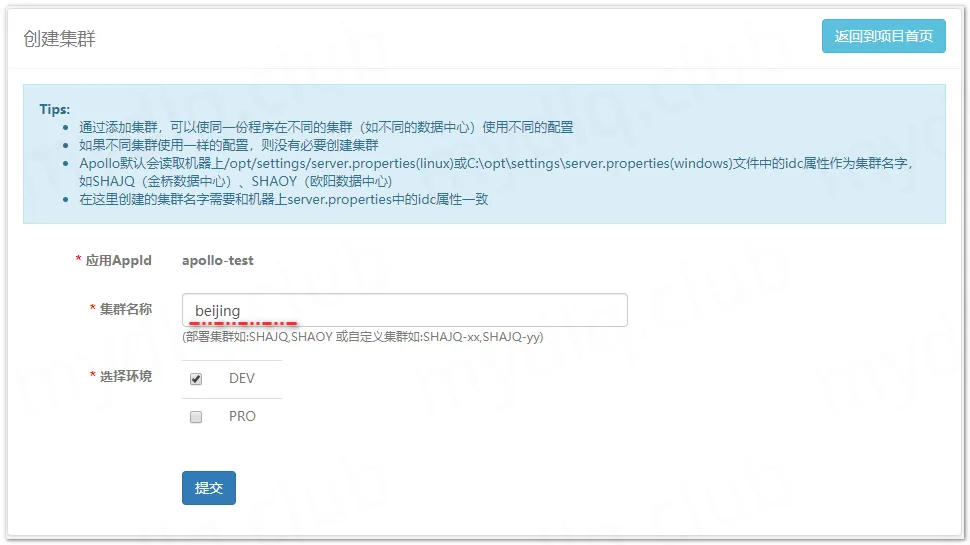 创建集群
返回到项目首页
Tips:
通过添加集群，可以使同一份程序在不同的集群（如不同的数据中心）使用不同的配置
如果不同集群使用一样的配置，则没有必要创建集群
Apollo默认会读取机器上/opt/settings/server.properties(linux)或C:\opt\settings\server.properties(windows)文件中的idc属性作为集群名字，
如SHAJQ（金桥数据中心）、SHAOY（欧阳数据中心）
在这里创建的集群名字需要和机器上server.properties中的idc属性一致
* 应用AppId apollo-test
* 集群名称 beijing
(部署集群如:SHAJQ,SHAOY 或自定义集群如:SHAJQ-xx,SHAJQ-yy)
* 选择环境 DEV
PRO
提交
mydlq.club